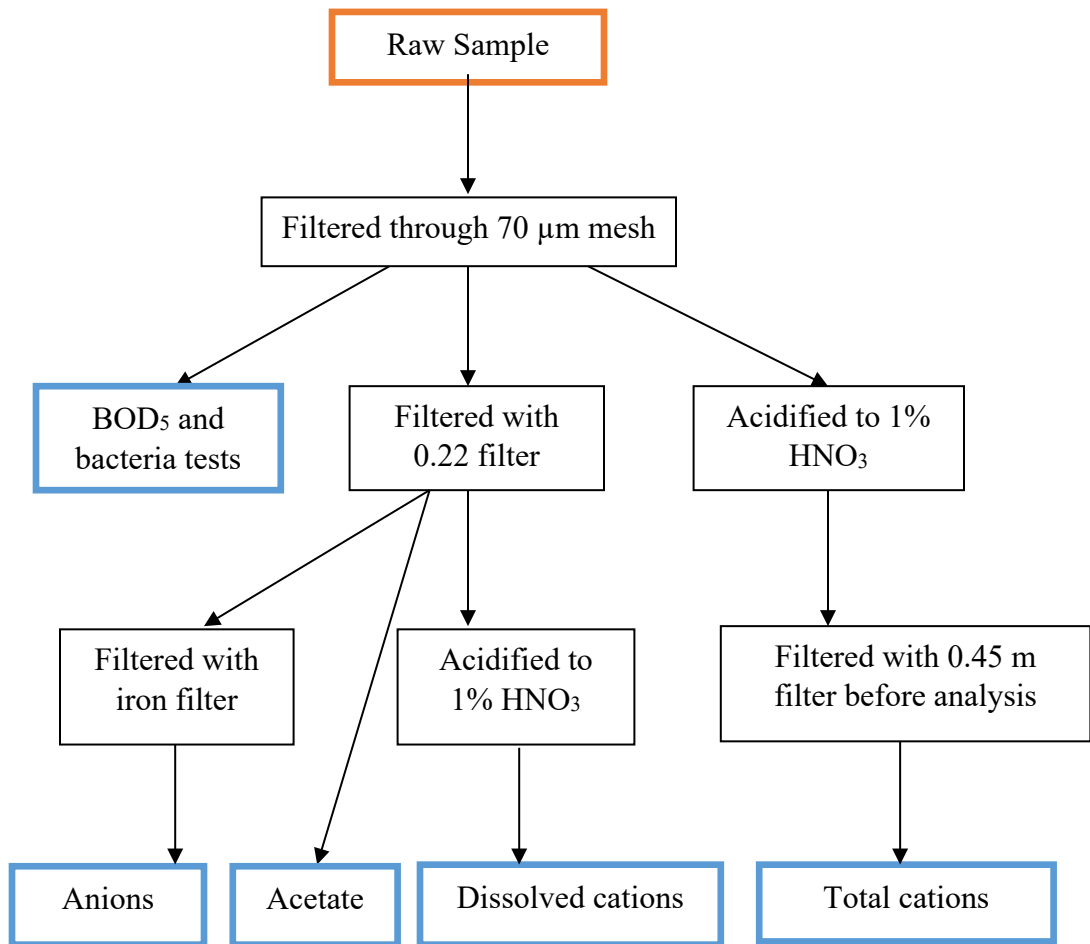 Raw Sample
Filtered through 70 µm mesh
BOD₅ and
bacteria tests
Filtered with
0.22 filter
Acidified to 1%
HNO₃
Filtered with
iron filter
Acidified to
1% HNO₃
Filtered with 0.45 m
filter before analysis
Anions
Acetate
Dissolved cations
Total cations